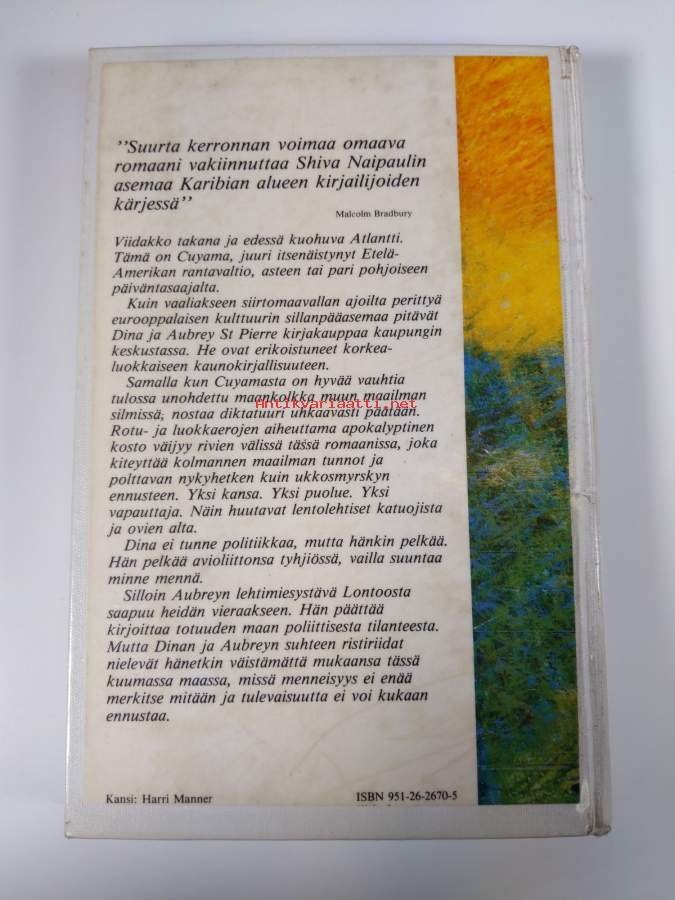 ”Suurta kerronnan voimaa omaava
romaani vakiinnuttaa Shiva Naipaulin
asemaa Karibian alueen kirjailijoiden
kärjessä”
Malcolm Bradbury
Viidakko takana ja edessä kuohuva Atlantti.
Tämä on Cuyama, juuri itsenäistynyt Etelä-
Amerikan rantavaltio, asteen tai pari pohjoiseen
päiväntasaajalta.
Kuin vaaliakseen siirtomaavallan ajoilta perittyä
eurooppalaisen kulttuurin sillanpääasemaa pitävät
Dina ja Aubrey St Pierre kirjakauppaa kaupungin
keskustassa. He ovat erikoistuneet korkea-
luokkaiseen kaunokirjallisuuteen.
Samalla kun Cuyamasta on hyvää vauhtia
tulossa unohdettu maankolkka muun maailman
Antikvariaatti.net
silmissä, nostaa diktatuuri uhkaavasti päätään.
Rotu- ja luokkaerojen aiheuttama apokalyptinen
kosto väijyy rivien välissä tässä romaanissa, joka
kiteyttää kolmannen maailman tunnot ja
polttavan nykyhetken kuin ukkosmyrskyn
ennusteen. Yksi kansa. Yksi puolue. Yksi
vapauttaja. Näin huutavat lentolehtiset katuojista
ja ovien alta.
Dina ei tunne politiikkaa, mutta hänkin pelkää.
Hän pelkää avioliittonsa tyhjiössä, vailla suuntaa
minne mennä.
Silloin Aubreyn lehtimiesystävä Lontoosta
saapuu heidän vieraakseen. Hän päättää
kirjoittaa totuuden maan poliittisesta tilanteesta.
Mutta Dinan ja Aubreyn suhteen ristiriidat
nielevät hänetkin väistämättä mukaansa tässä
kuumassa maassa, missä menneisyys ei enää
merkitse mitään ja tulevaisuutta ei voi kukaan
ennustaa.
Kansi: Harri Manner
ISBN 951-26-2670-5